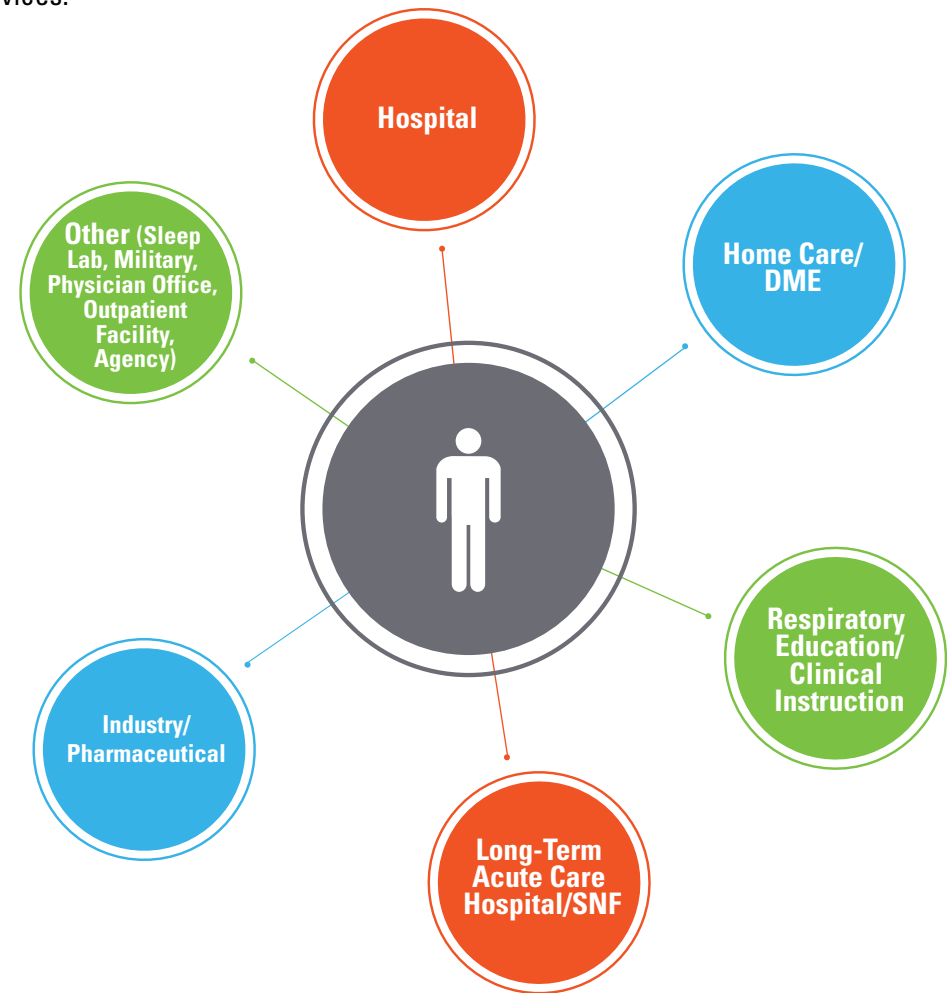 Hospital
Home Care/
DME
Other (Sleep
Lab, Military,
Physician Office,
Outpatient
Facility,
Agency)
Respiratory
Education/
Clinical
Instruction
Industry/
Pharmaceutical
Long-Term
Acute Care
Hospital/SNF